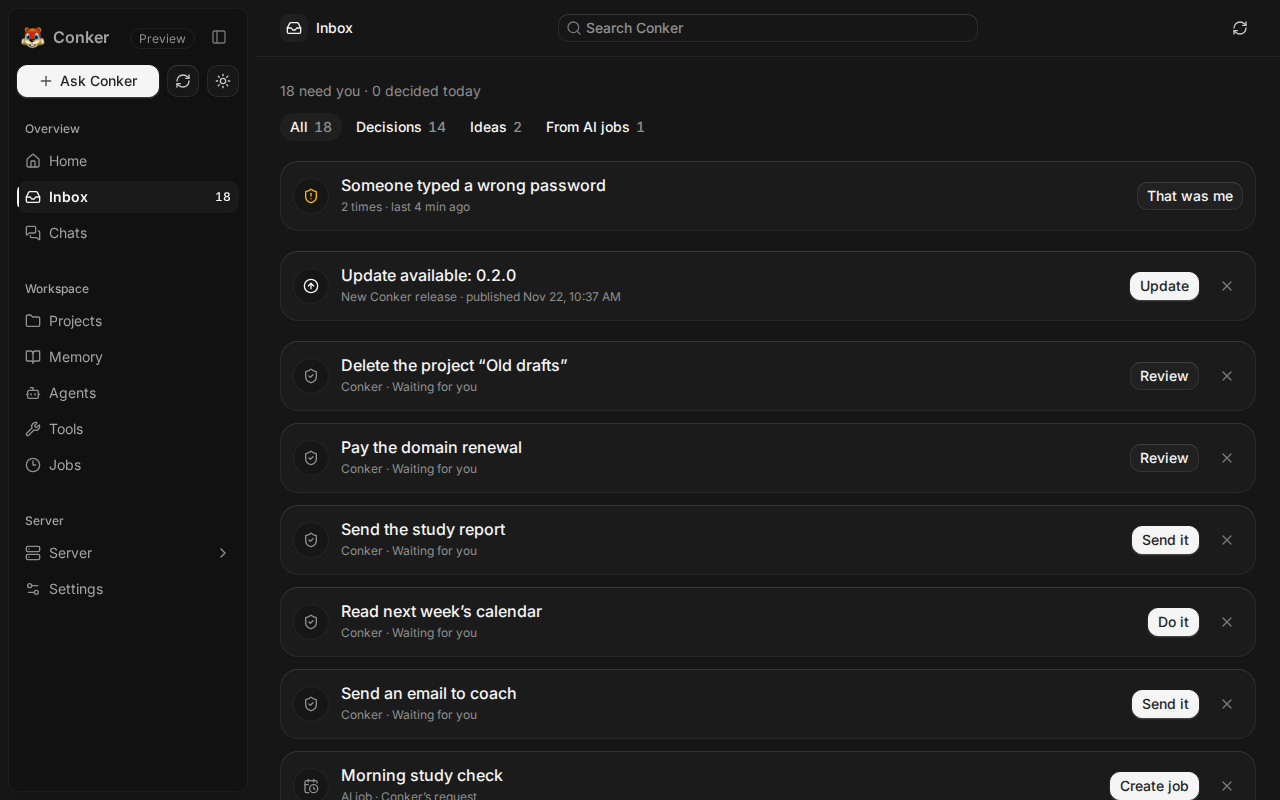 Conker
Preview
Ask Conker
Overview
Home
Inbox 18
Chats
Workspace
Projects
Memory
Agents
Tools
Jobs
Server
Server
Settings
Inbox
Search Conker
18 need you · 0 decided today
All 18 Decisions 14 Ideas 2 From AI jobs 1
Someone typed a wrong password
2 times · last 4 min ago
That was me
Update available: 0.2.0
New Conker release · published Nov 22, 10:37 AM
Update
Delete the project “Old drafts”
Conker · Waiting for you
Review
Pay the domain renewal
Conker · Waiting for you
Review
Send the study report
Conker · Waiting for you
Send it
Read next week’s calendar
Conker · Waiting for you
Do it
Send an email to coach
Conker · Waiting for you
Send it
Morning study check
AI job · Conker’s request
Create job